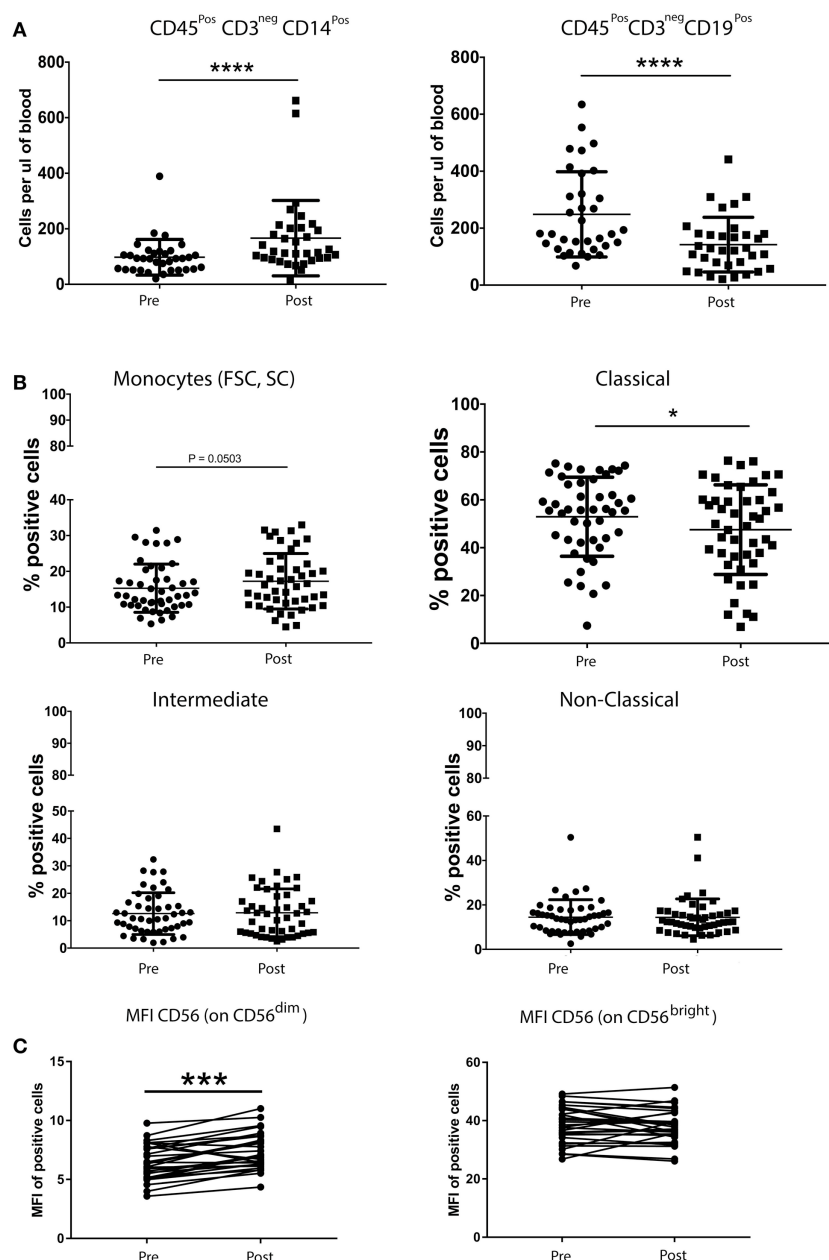 A
CD45Pos CD3neg CD14Pos
Cells per ul of blood
800
600
400
200
0
****
Pre
Post
CD45PosCD3negCD19Pos
Cells per ul of blood
800
600
400
200
0
****
Pre
Post
B
Monocytes (FSC, SC)
% positive cells
100
80
40
30
20
10
0
P = 0.0503
Pre
Post
Classical
% positive cells
100
80
60
40
20
0
*
Pre
Post
Intermediate
% positive cells
100
80
50
40
30
20
10
0
Pre
Post
Non-Classical
% positive cells
100
80
60
40
20
0
Pre
Post
C
MFI CD56 (on CD56dim )
MFI of positive cells
15
10
5
0
***
Pre
Post
MFI CD56 (on CD56bright )
MFI of positive cells
60
40
20
0
Pre
Post